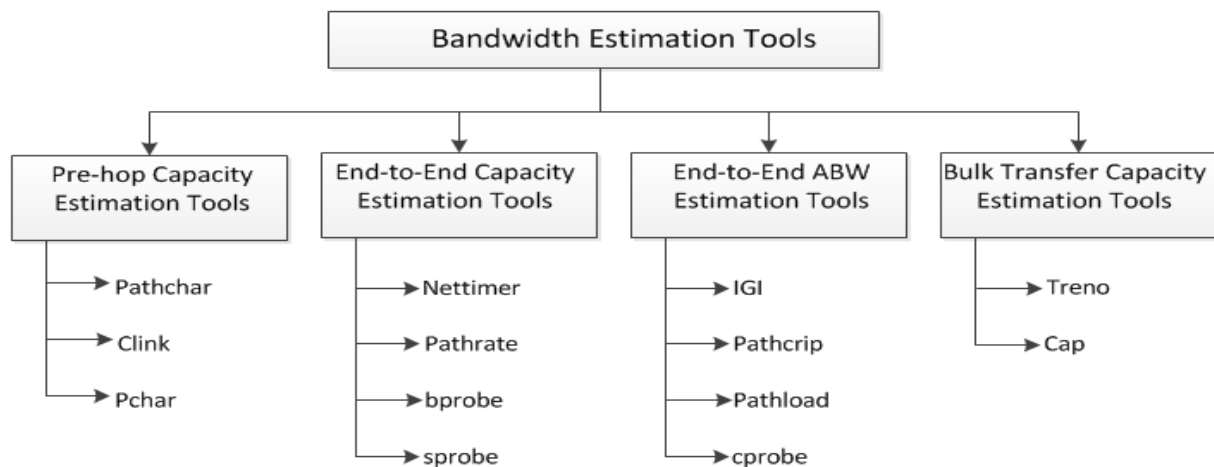 Bandwidth Estimation Tools
Pre-hop Capacity
Estimation Tools
End-to-End Capacity
Estimation Tools
End-to-End ABW
Estimation Tools
Bulk Transfer Capacity
Estimation Tools
Pathchar
Clink
Pchar
Nettimer
Pathrate
bprobe
sprobe
IGI
Pathcrip
Pathload
cprobe
Treno
Cap